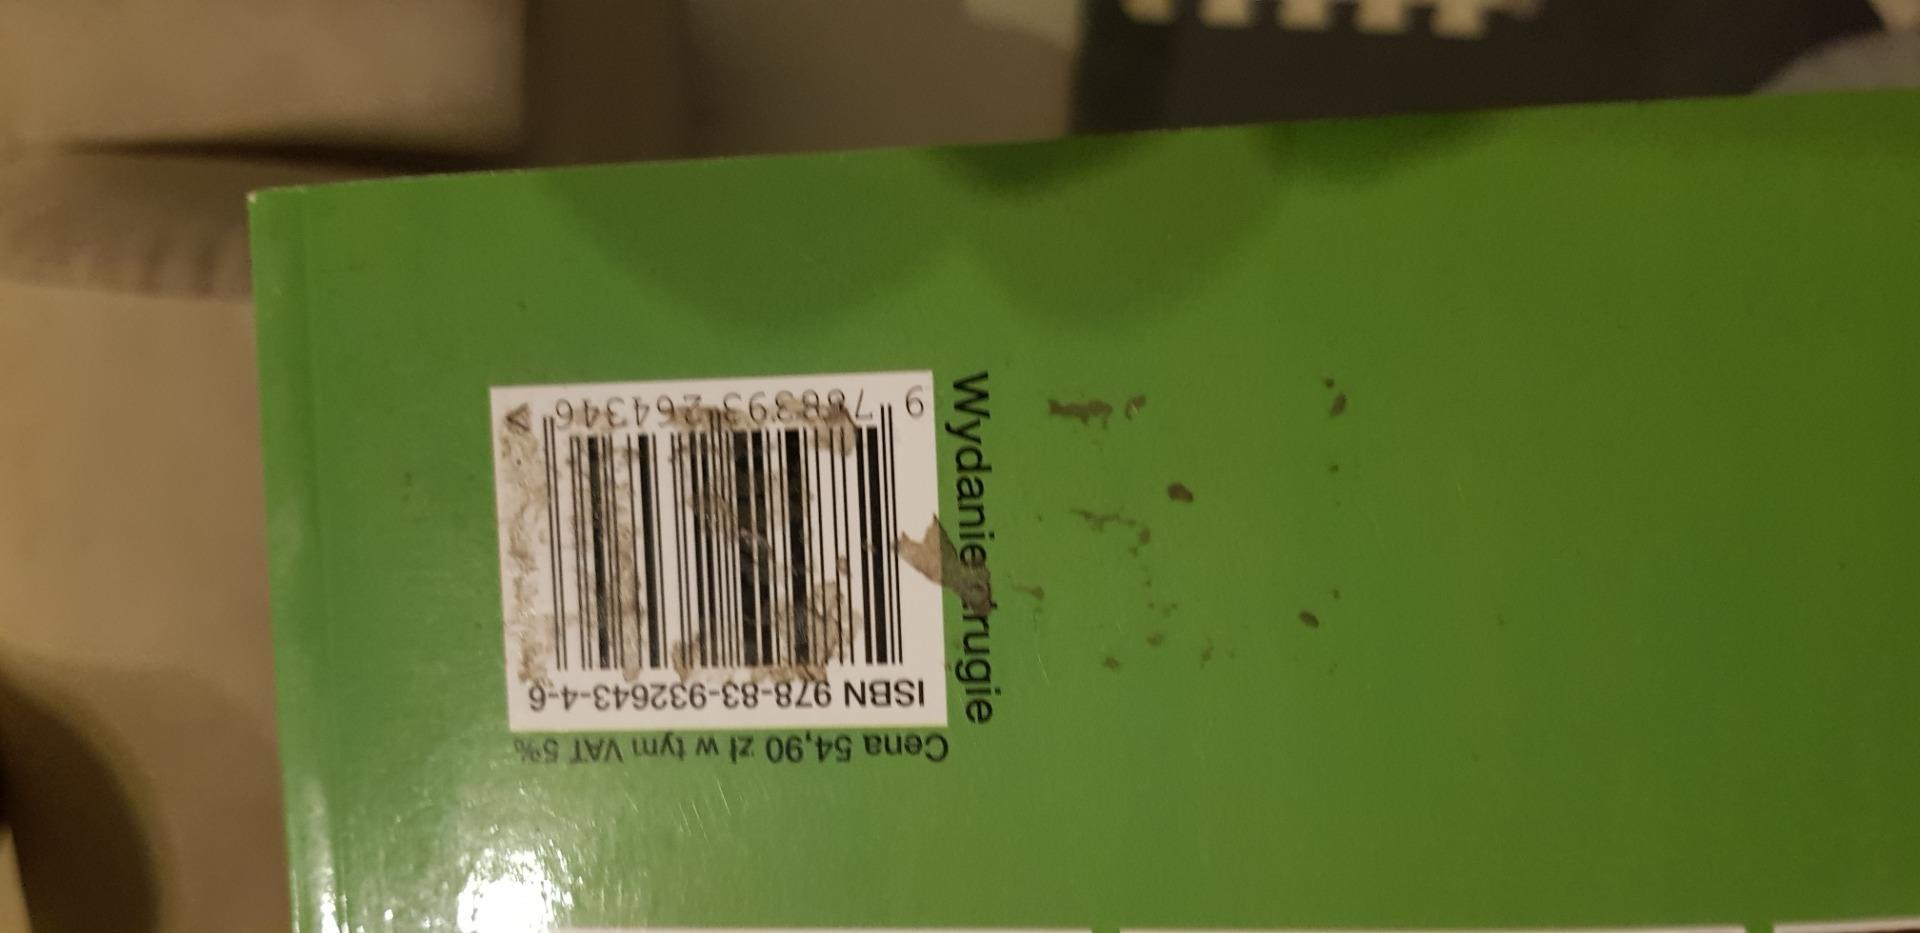 Cena 54,90 zł w tym VAT 5%
ISBN 978-83-932643-4-6
9 788393 264346
Wydanie drugie